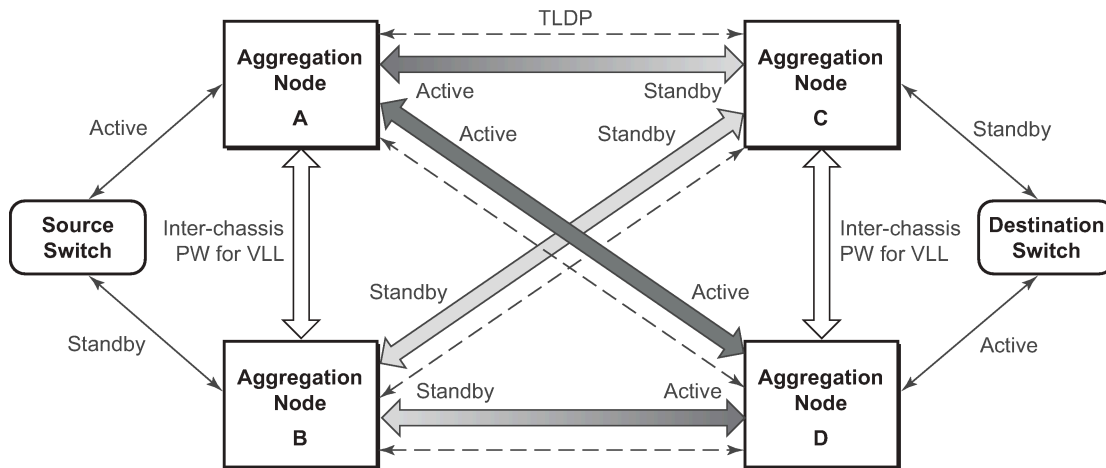 TLDP
Aggregation
Node
A
Aggregation
Node
C
Active
Standby
Active
Standby
Active
Standby
Source
Switch
Inter-chassis
PW for VLL
Inter-chassis
PW for VLL
Destination
Switch
Standby
Active
Standby
Active
Aggregation
Node
B
Standby
Active
Aggregation
Node
D